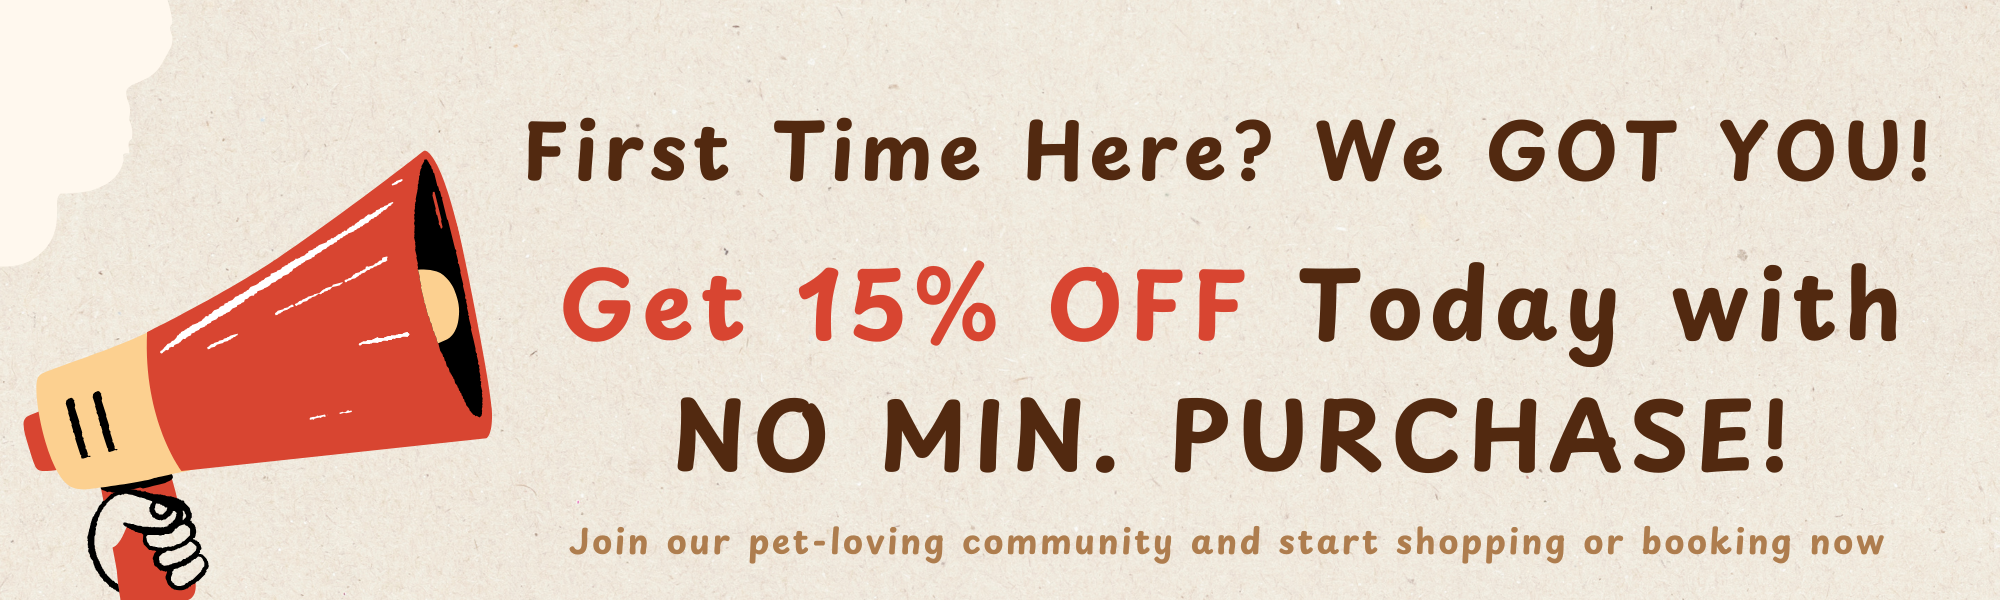 First Time Here? We GOT YOU!
Get 15% OFF Today with
NO MIN. PURCHASE!
Join our pet-loving community and start shopping or booking now